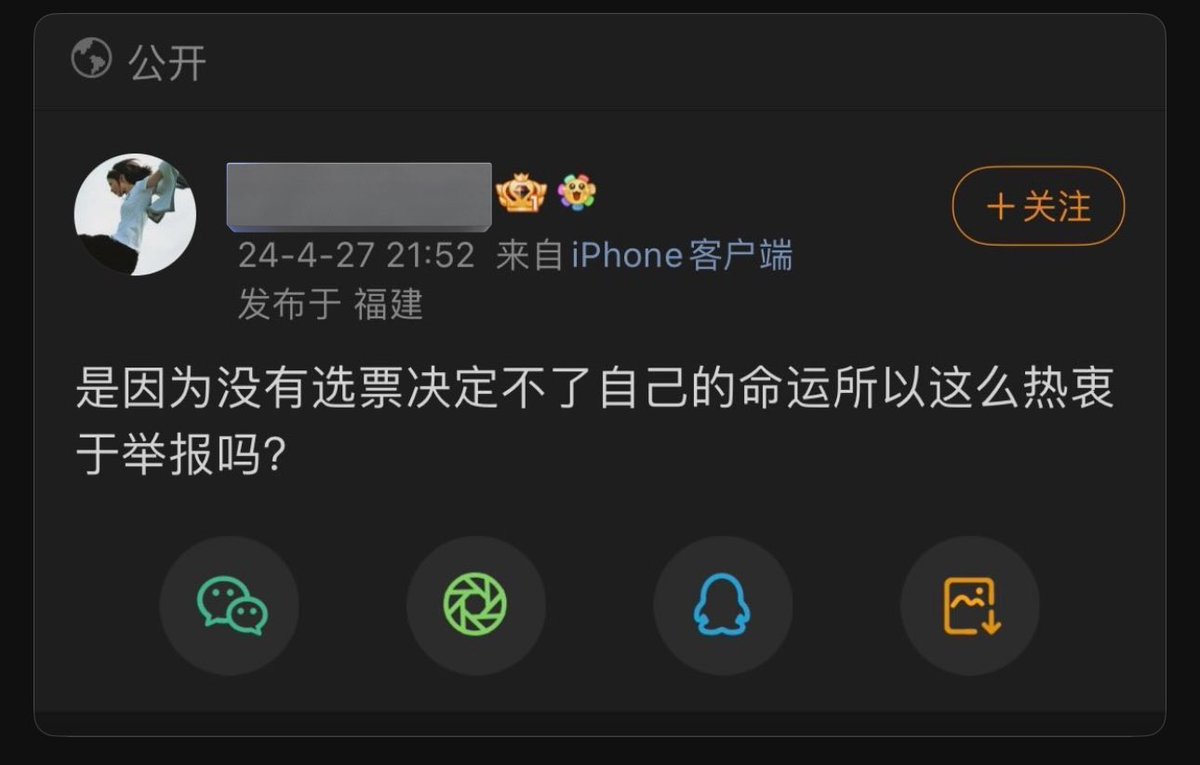 公开
24-4-27 21:52 来自 iPhone客户端
+关注
发布于 福建
是因为没有选票决定不了自己的命运所以这么热衷
于举报吗?